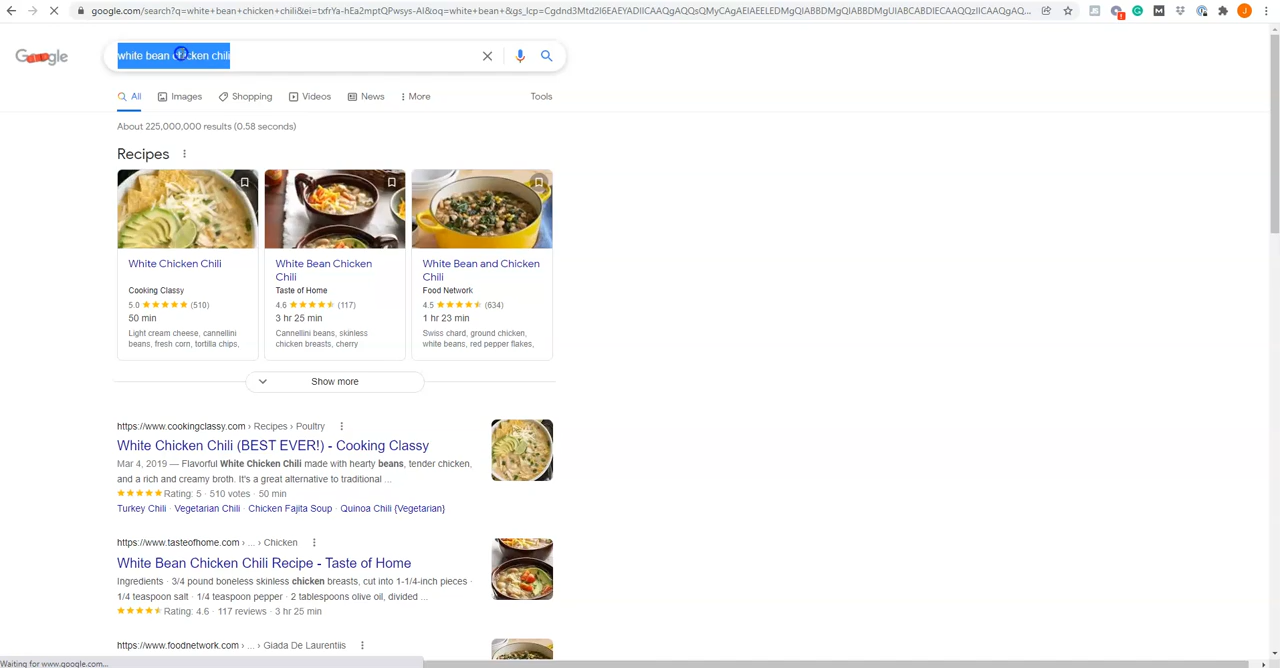 google.com/search?q=white+bean+chicken+chili&ei=txfrYa-hEa2mptQPwsys-AI&oq=white+bean+&gs_lcp=Cgdnd3Mtd2l6EAEYADIICAAQgAQQsQMyCAgAEIAEELEDMgQIABBDMgQIABBDMgUIABCABDIECAAQQzIICAAQgAQ...
Google
white bean chicken chili
All Images Shopping Videos News More Tools
About 225,000,000 results (0.58 seconds)
Recipes
White Chicken Chili
Cooking Classy
5.0 (510)
50 min
Light cream cheese, cannellini
beans, fresh corn, tortilla chips,
White Bean Chicken
Chili
Taste of Home
4.6 (117)
3 hr 25 min
Cannellini beans, skinless
chicken breasts, cherry
White Bean and Chicken
Chili
Food Network
4.5 (634)
1 hr 23 min
Swiss chard, ground chicken,
white beans, red pepper flakes,
Show more
https://www.cookingclassy.com › Recipes › Poultry
White Chicken Chili (BEST EVER!) - Cooking Classy
Mar 4, 2019 — Flavorful White Chicken Chili made with hearty beans, tender chicken,
and a rich and creamy broth. It's a great alternative to traditional ...
Rating: 5 · 510 votes · 50 min
Turkey Chili · Vegetarian Chili · Chicken Fajita Soup · Quinoa Chili {Vegetarian}
https://www.tasteofhome.com › ... › Chicken
White Bean Chicken Chili Recipe - Taste of Home
Ingredients · 3/4 pound boneless skinless chicken breasts, cut into 1-1/4-inch pieces ·
1/4 teaspoon salt · 1/4 teaspoon pepper · 2 tablespoons olive oil, divided ...
Rating: 4.6 · 117 reviews · 3 hr 25 min
https://www.foodnetwork.com › ... › Giada De Laurentiis
Waiting for www.google.com...